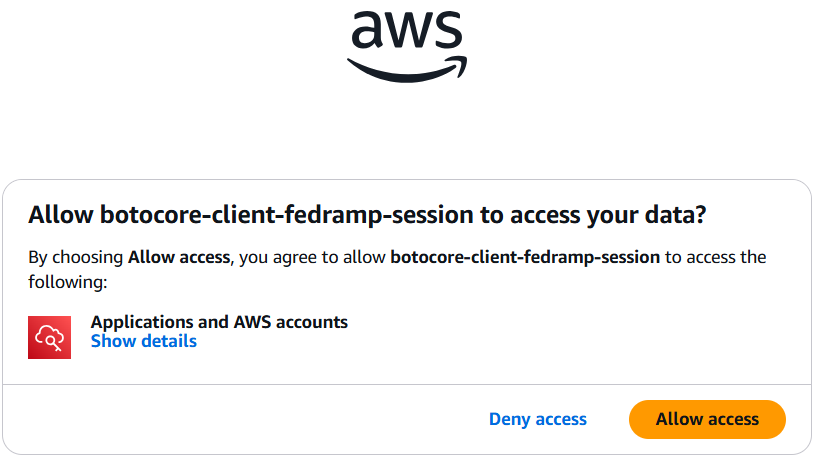 aws
Allow botocore-client-fedramp-session to access your data?
By choosing Allow access, you agree to allow botocore-client-fedramp-session to access the
following:
Applications and AWS accounts
Show details
Deny access
Allow access